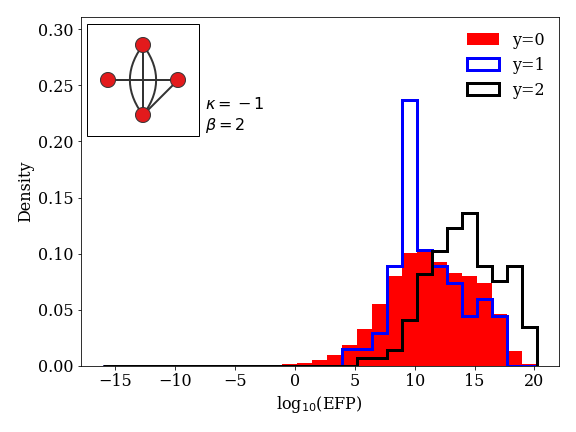 0.30
0.25
0.20
0.15
0.10
0.05
0.00
Density
κ = −1
β = 2
y=0
y=1
y=2
−15 −10 −5 0 5 10 15 20
log₁₀(EFP)